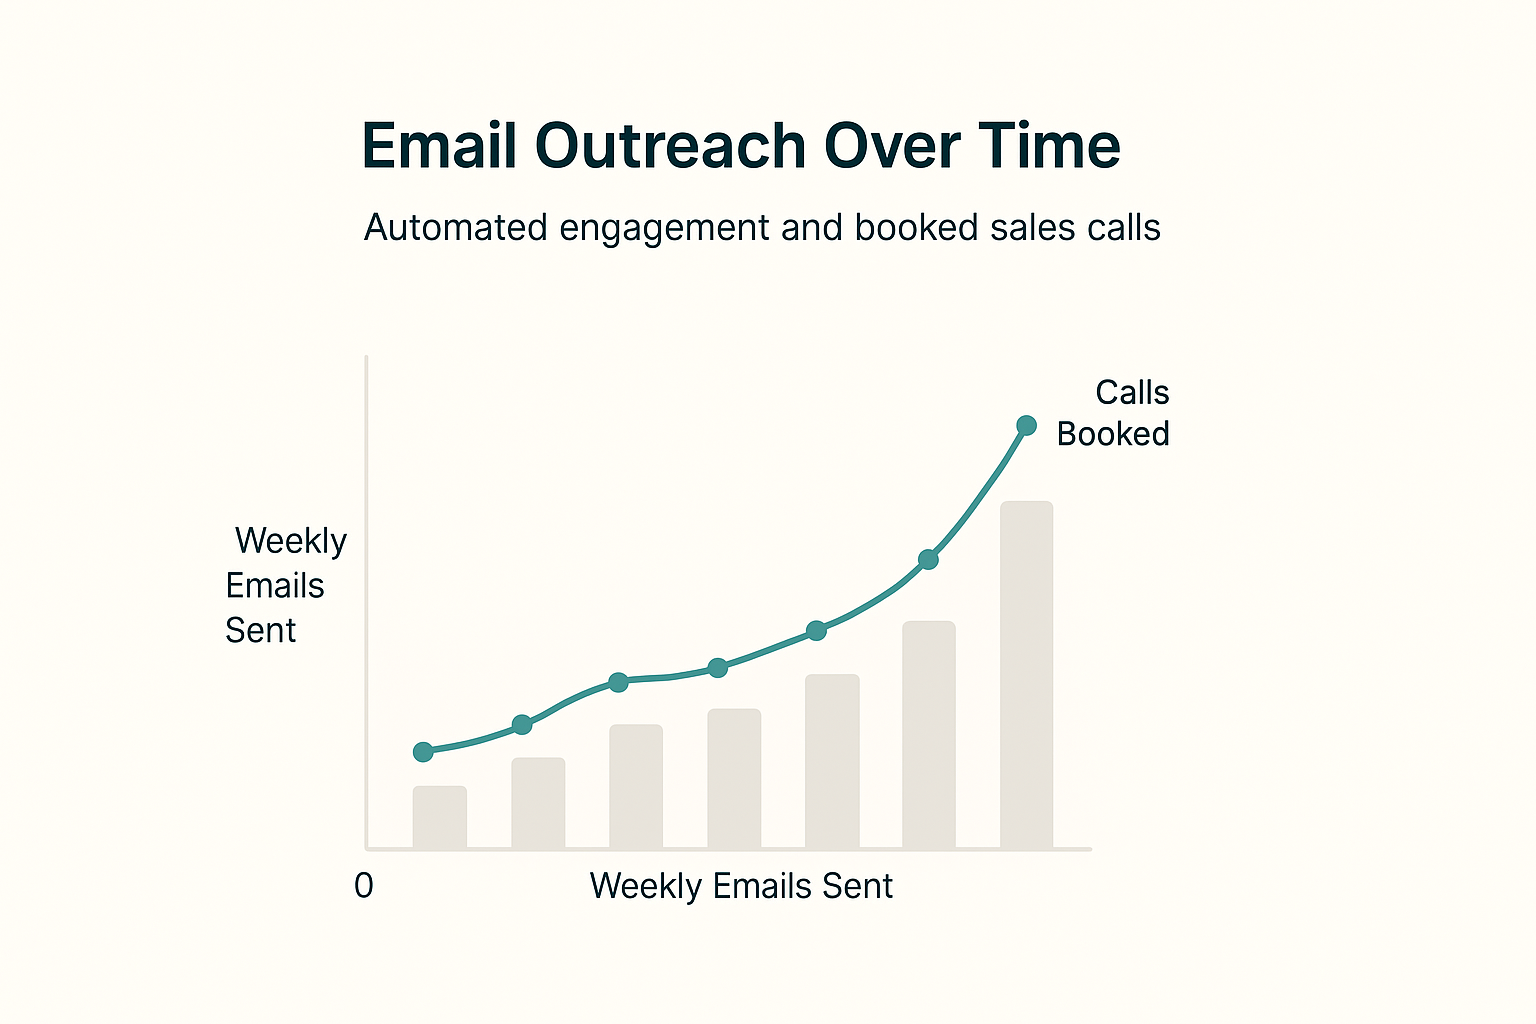 Email Outreach Over Time
Automated engagement and booked sales calls
Calls
Booked
Weekly
Emails
Sent
0
Weekly Emails Sent